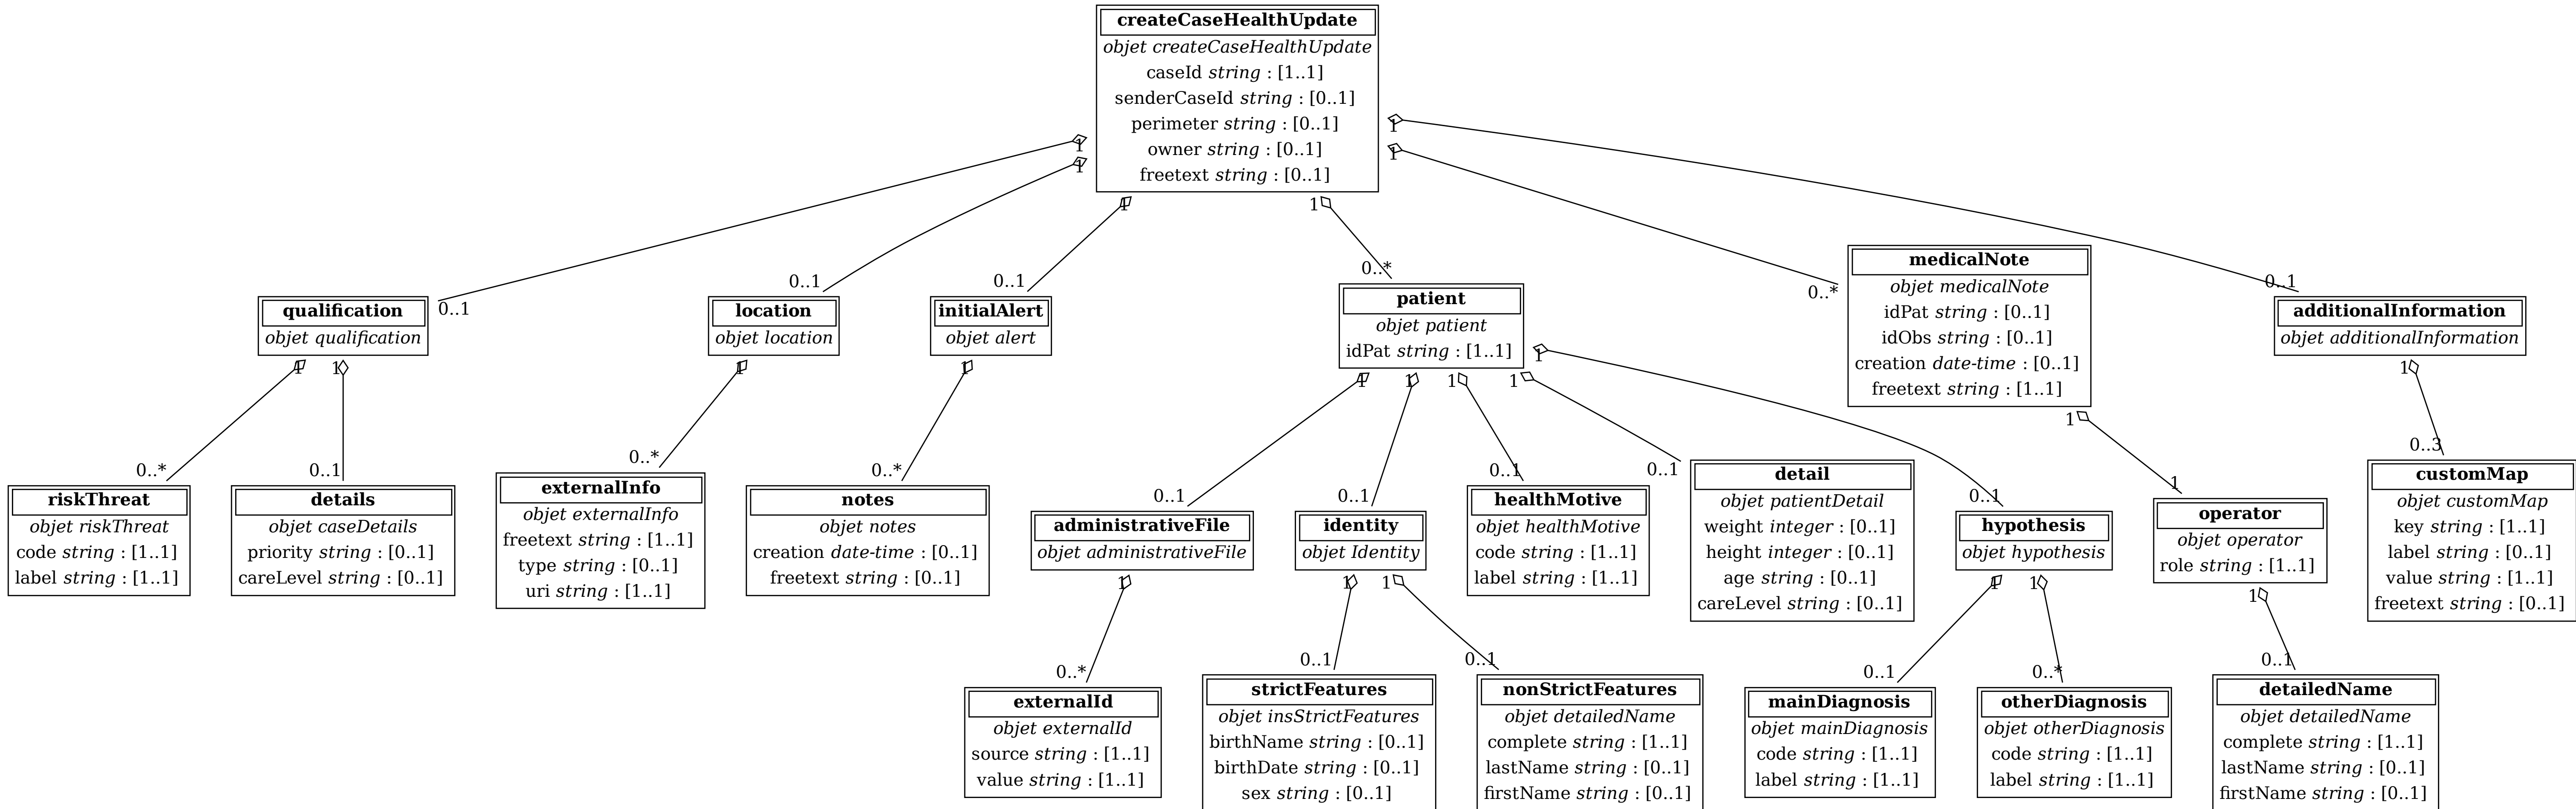 createCaseHealthUpdate
objet createCaseHealthUpdate
caseId string : [1..1]
senderCaseId string : [0..1]
perimeter string : [0..1]
owner string : [0..1]
freetext string : [0..1]
1
1
1
1
1
1
0..1
0..1
0..1
0..*
0..*
0..1
qualification
objet qualification
location
objet location
initialAlert
objet alert
patient
objet patient
idPat string : [1..1]
medicalNote
objet medicalNote
idPat string : [0..1]
idObs string : [0..1]
creation date-time : [0..1]
freetext string : [1..1]
additionalInformation
objet additionalInformation
1
1
1
1
1
1
1
1
1
1
1
0..*
0..1
0..*
0..*
0..1
0..1
0..1
0..1
0..1
1
0..3
riskThreat
objet riskThreat
code string : [1..1]
label string : [1..1]
details
objet caseDetails
priority string : [0..1]
careLevel string : [0..1]
externalInfo
objet externalInfo
freetext string : [1..1]
type string : [0..1]
uri string : [1..1]
notes
objet notes
creation date-time : [0..1]
freetext string : [0..1]
administrativeFile
objet administrativeFile
identity
objet Identity
healthMotive
objet healthMotive
code string : [1..1]
label string : [1..1]
detail
objet patientDetail
weight integer : [0..1]
height integer : [0..1]
age string : [0..1]
careLevel string : [0..1]
hypothesis
objet hypothesis
operator
objet operator
role string : [1..1]
customMap
objet customMap
key string : [1..1]
label string : [0..1]
value string : [1..1]
freetext string : [0..1]
1
1
1
1
1
1
0..*
0..1
0..1
0..1
0..*
0..1
externalId
objet externalId
source string : [1..1]
value string : [1..1]
strictFeatures
objet insStrictFeatures
birthName string : [0..1]
birthDate string : [0..1]
sex string : [0..1]
nonStrictFeatures
objet detailedName
complete string : [1..1]
lastName string : [0..1]
firstName string : [0..1]
mainDiagnosis
objet mainDiagnosis
code string : [1..1]
label string : [1..1]
otherDiagnosis
objet otherDiagnosis
code string : [1..1]
label string : [1..1]
detailedName
objet detailedName
complete string : [1..1]
lastName string : [0..1]
firstName string : [0..1]